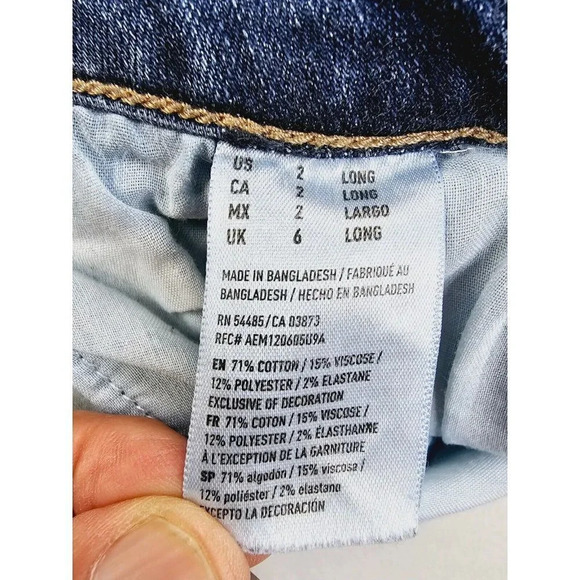 US 2 LONG
CA 2 LONG
MX 2 LARGO
UK 6 LONG
MADE IN BANGLADESH / FABRIQUÉ AU
BANGLADESH / HECHO EN BANGLADESH
RN 54485/CA 03873
RFC# AEM120605U9A
EN 71% COTTON / 15% VISCOSE /
12% POLYESTER / 2% ELASTANE
EXCLUSIVE OF DECORATION
FR 71% COTON / 15% VISCOSE /
12% POLYESTER / 2% ÉLASTHANNE
À L'EXCEPTION DE LA GARNITURE
SP 71% algodón / 15% viscosa /
12% poliéster / 2% elastano
EXCEPTO LA DECORACIÓN